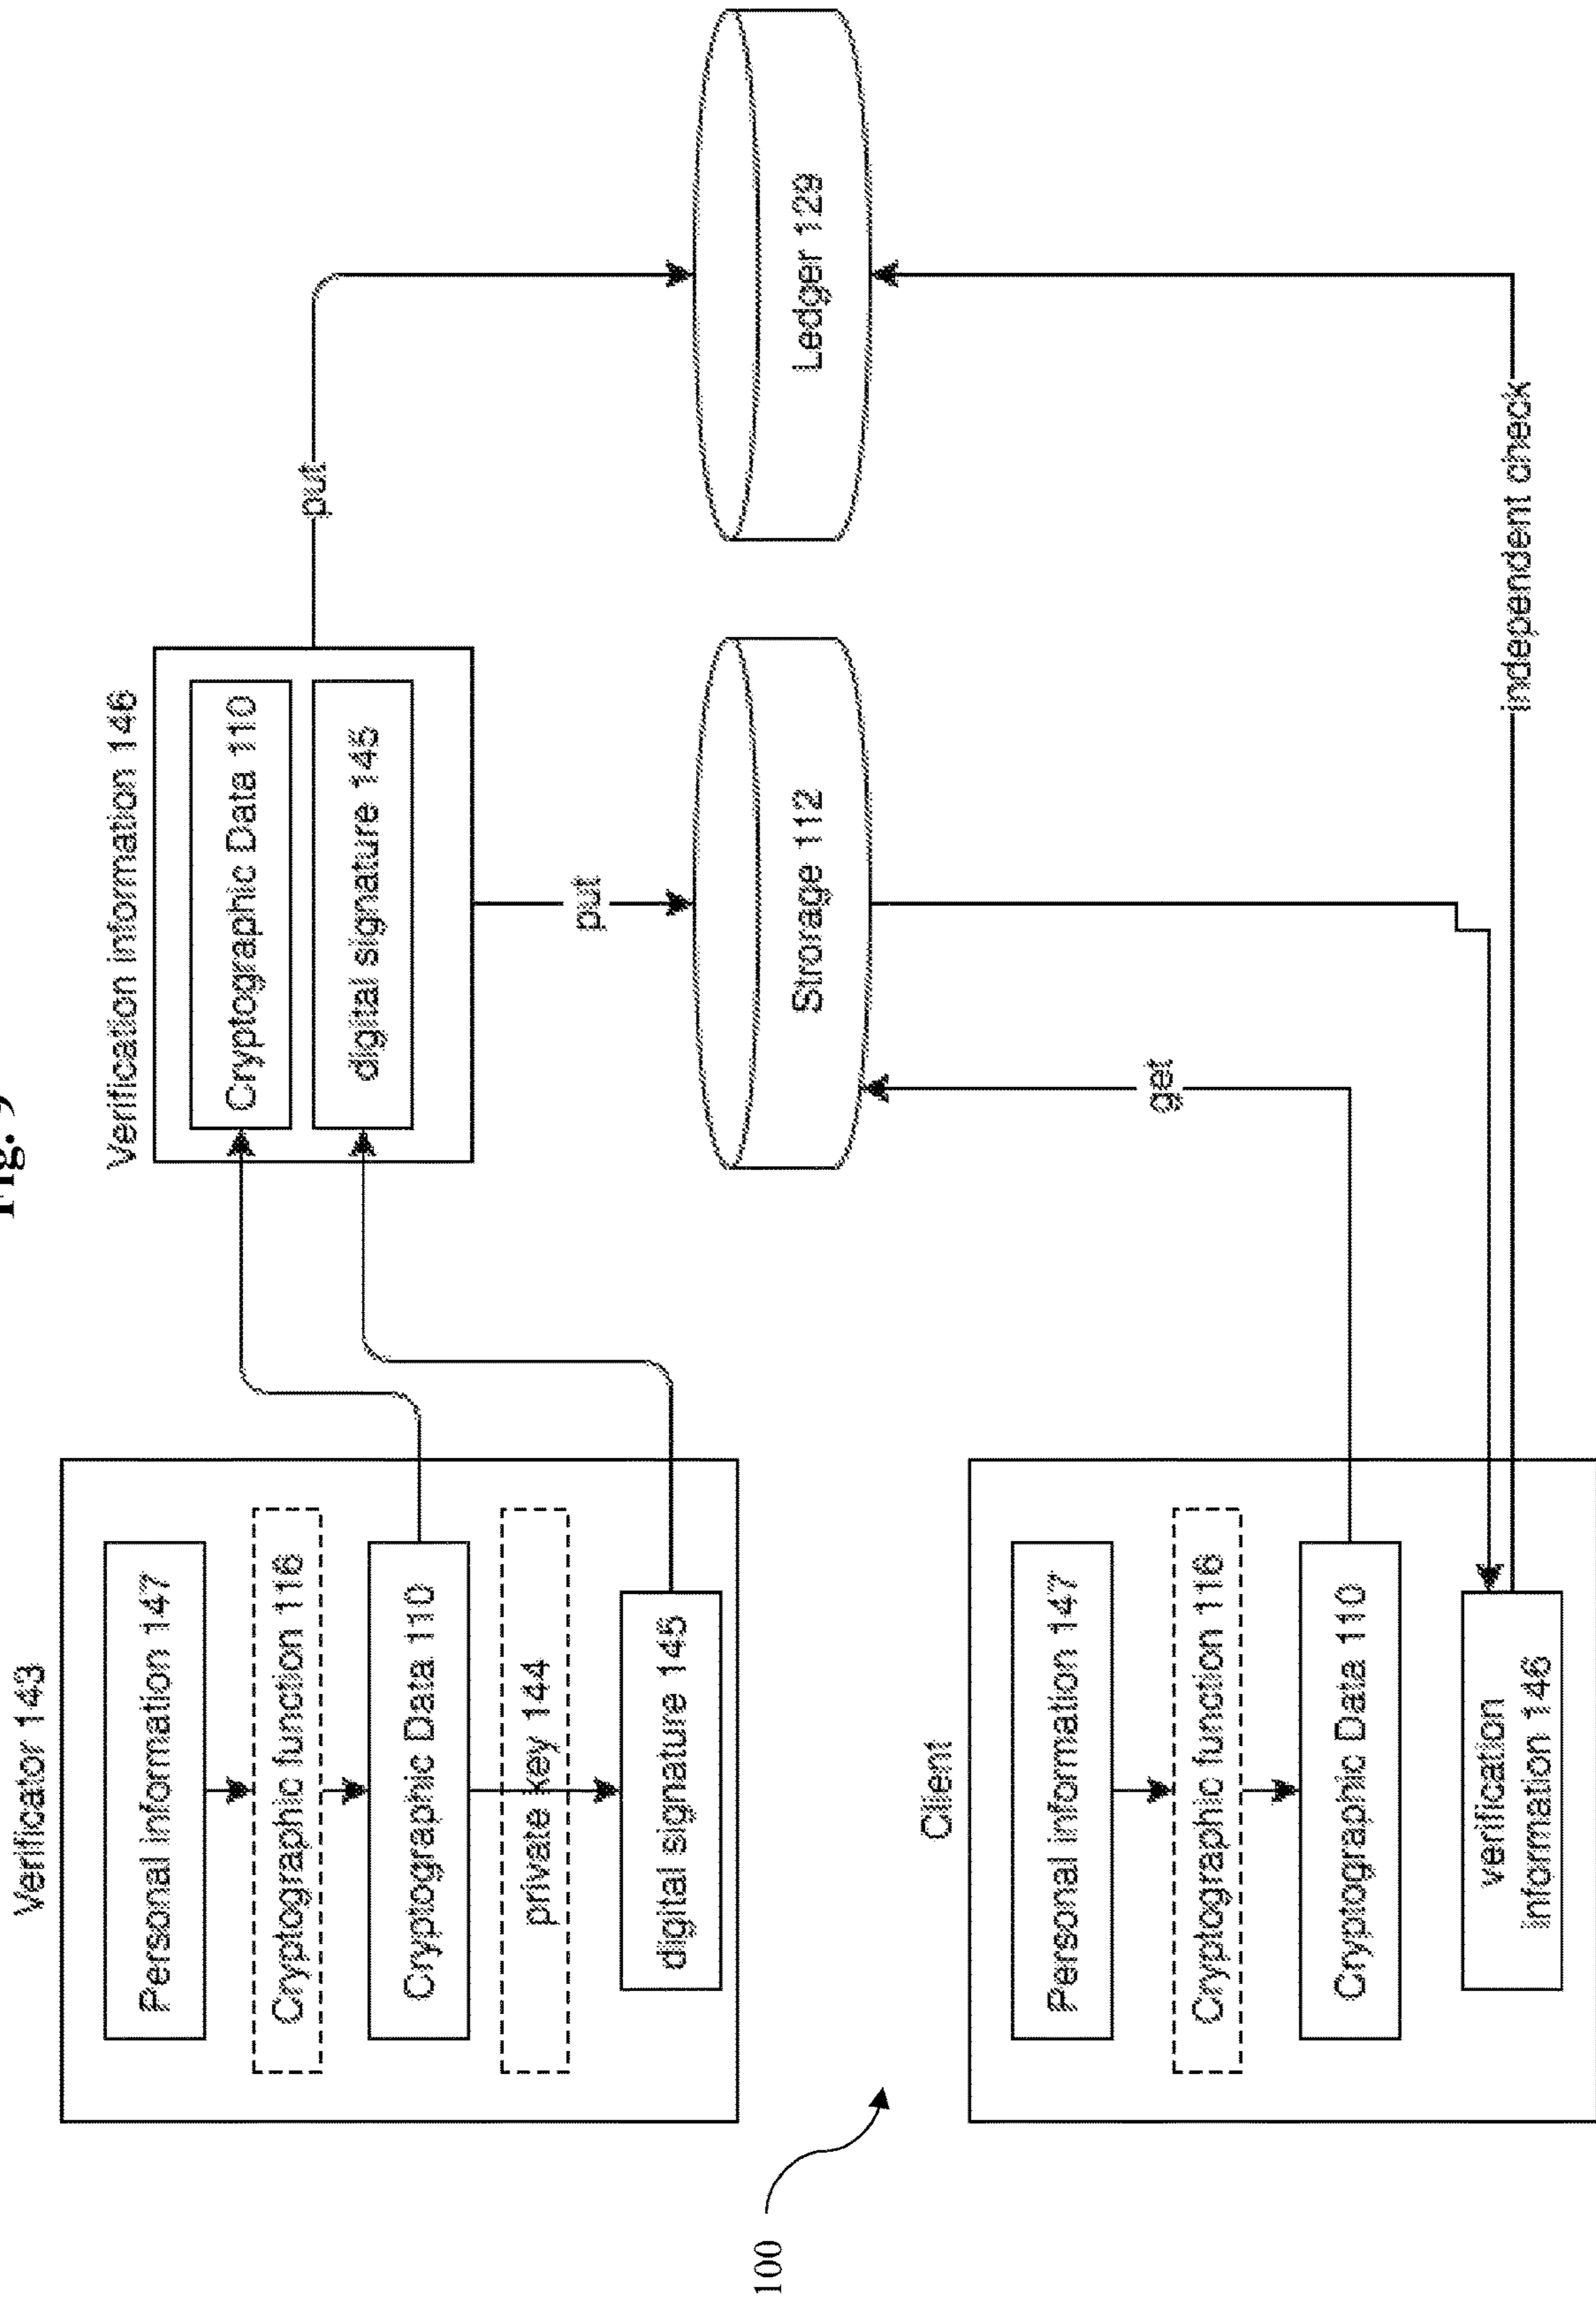 Fig. 9
Verificator 143
Personal information 147
Cryptographic function 116
Cryptographic Data 110
private key 144
digital signature 145
Verification information 146
Cryptographic Data 110
digital signature 145
put
put
Strorage 112
Ledger 129
get
independent check
Client
Personal information 147
Cryptographic function 116
Cryptographic Data 110
verification
information 146
100